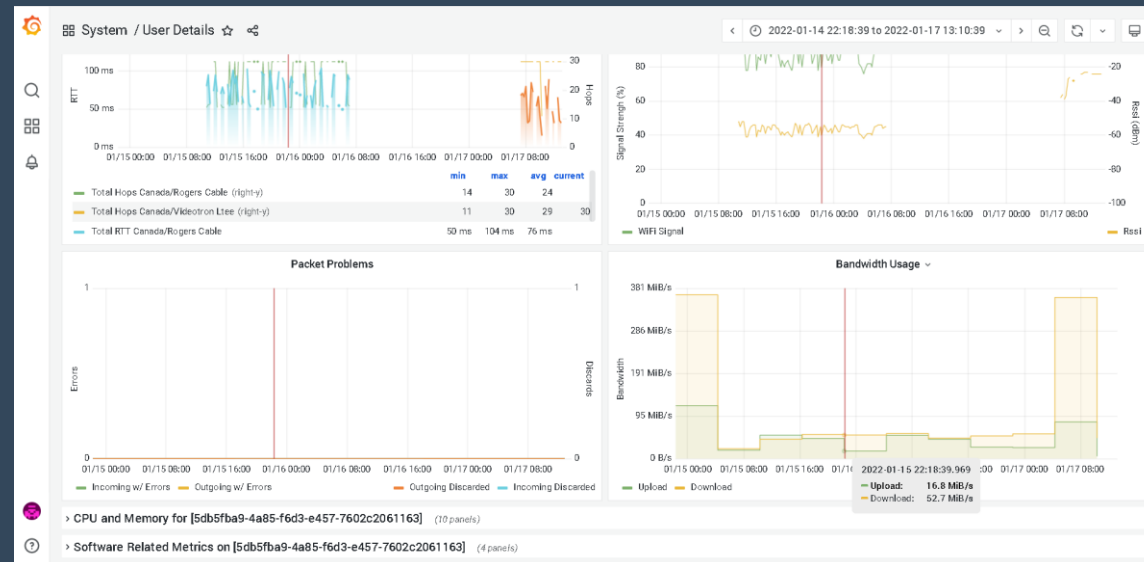 System / User Details
2022-01-14 22:18:39 to 2022-01-17 13:10:39
100 ms
50 ms
0 ms
RTT
30
20
10
0
Hops
01/15 00:00 01/15 08:00 01/15 16:00 01/16 00:00 01/16 08:00 01/16 16:00 01/17 00:00 01/17 08:00
min max avg current
Total Hops Canada/Rogers Cable (right-y) 14 30 24
Total Hops Canada/Videotron Ltee (right-y) 11 30 29 30
Total RTT Canada/Rogers Cable 50 ms 104 ms 76 ms
80
60
40
20
0
Signal Strengh (%)
-20
-40
-60
-80
-100
Rssi (dBm)
01/15 00:00 01/15 08:00 01/15 16:00 01/16 00:00 01/16 08:00 01/16 16:00 01/17 00:00 01/17 08:00
WiFi Signal Rssi
Packet Problems
1
0
Errors
1
0
Discards
01/15 00:00 01/15 08:00 01/15 16:00 01/16 00:00 01/16 08:00 01/16 16:00 01/17 00:00 01/17 08:00
Incoming w/ Errors Outgoing w/ Errors Outgoing Discarded Incoming Discarded
Bandwidth Usage
381 MiB/s
286 MiB/s
191 MiB/s
95 MiB/s
0 B/s
Bandwidth
01/15 00:00 01/15 08:00 01/15 16:00 01/1 :00 01/17 00:00 01/17 08:00
Upload Download
2022-01-15 22:18:39.969
Upload: 16.8 MiB/s
Download: 52.7 MiB/s
> CPU and Memory for [5db5fba9-4a85-f6d3-e457-7602c2061163] (10 panels)
> Software Related Metrics on [5db5fba9-4a85-f6d3-e457-7602c2061163] (4 panels)